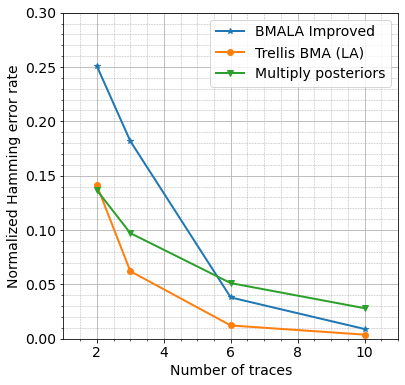 Normalized Hamming error rate
0.30
0.25
0.20
0.15
0.10
0.05
0.00
BMALA Improved
Trellis BMA (LA)
Multiply posteriors
2 4 6 8 10
Number of traces